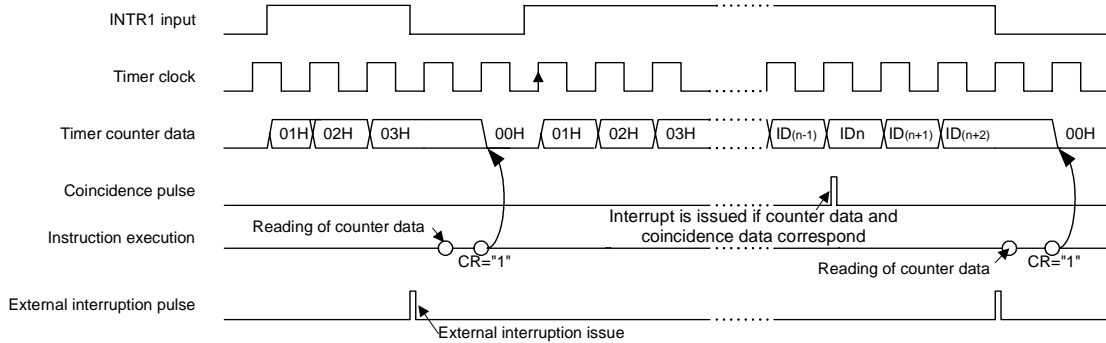 INTR1 input
Timer clock
Timer counter data
01H 02H 03H 00H 01H 02H 03H ID(n-1) IDn ID(n+1) ID(n+2) 00H
Coincidence pulse
Interrupt is issued if counter data and
coincidence data correspond
Reading of counter data
Instruction execution
CR="1"
Reading of counter data
CR="1"
External interruption pulse
External interruption issue